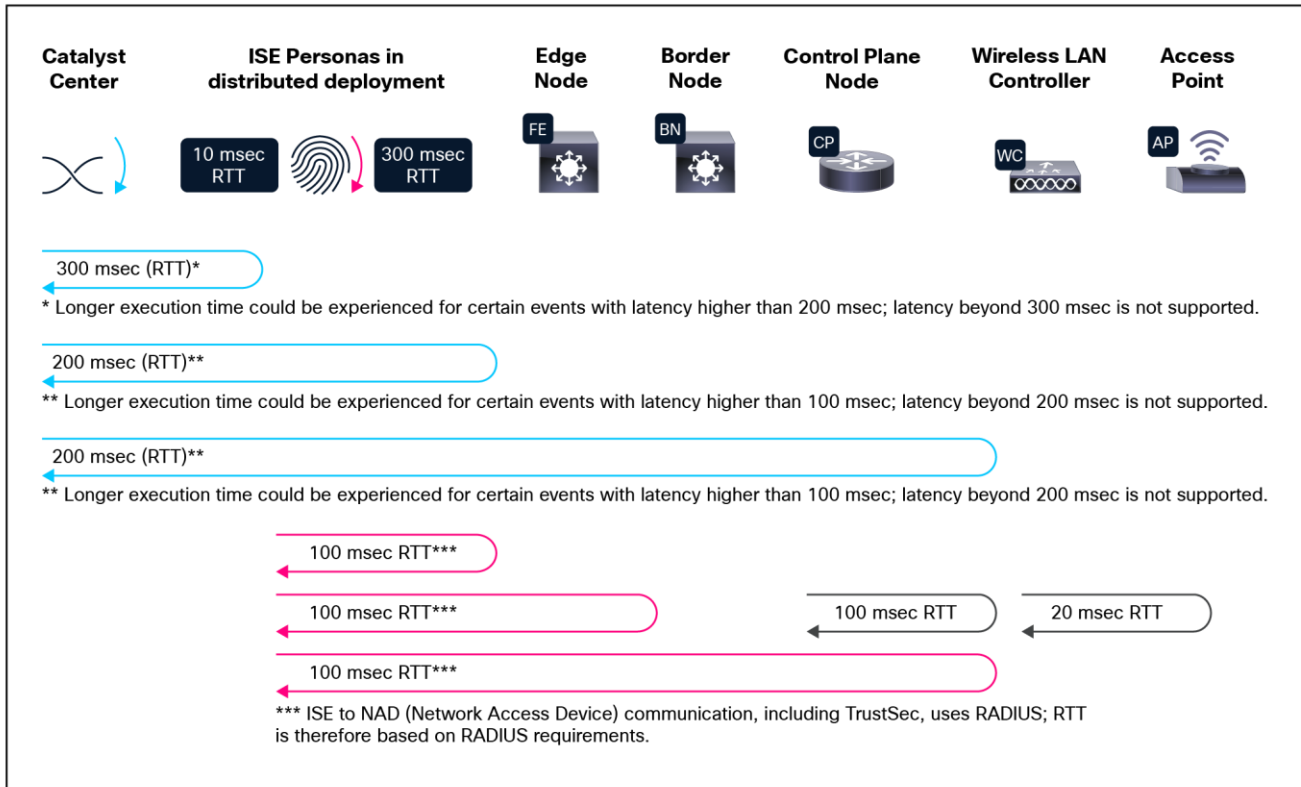 Catalyst
Center
ISE Personas in
distributed deployment
Edge
Node
Border
Node
Control Plane
Node
Wireless LAN
Controller
Access
Point
10 msec
RTT
300 msec
RTT
FE
BN
CP
WC
AP
300 msec (RTT)*
* Longer execution time could be experienced for certain events with latency higher than 200 msec; latency beyond 300 msec is not supported.
200 msec (RTT)**
** Longer execution time could be experienced for certain events with latency higher than 100 msec; latency beyond 200 msec is not supported.
200 msec (RTT)**
** Longer execution time could be experienced for certain events with latency higher than 100 msec; latency beyond 200 msec is not supported.
100 msec RTT***
100 msec RTT***
100 msec RTT
20 msec RTT
100 msec RTT***
*** ISE to NAD (Network Access Device) communication, including TrustSec, uses RADIUS; RTT
is therefore based on RADIUS requirements.